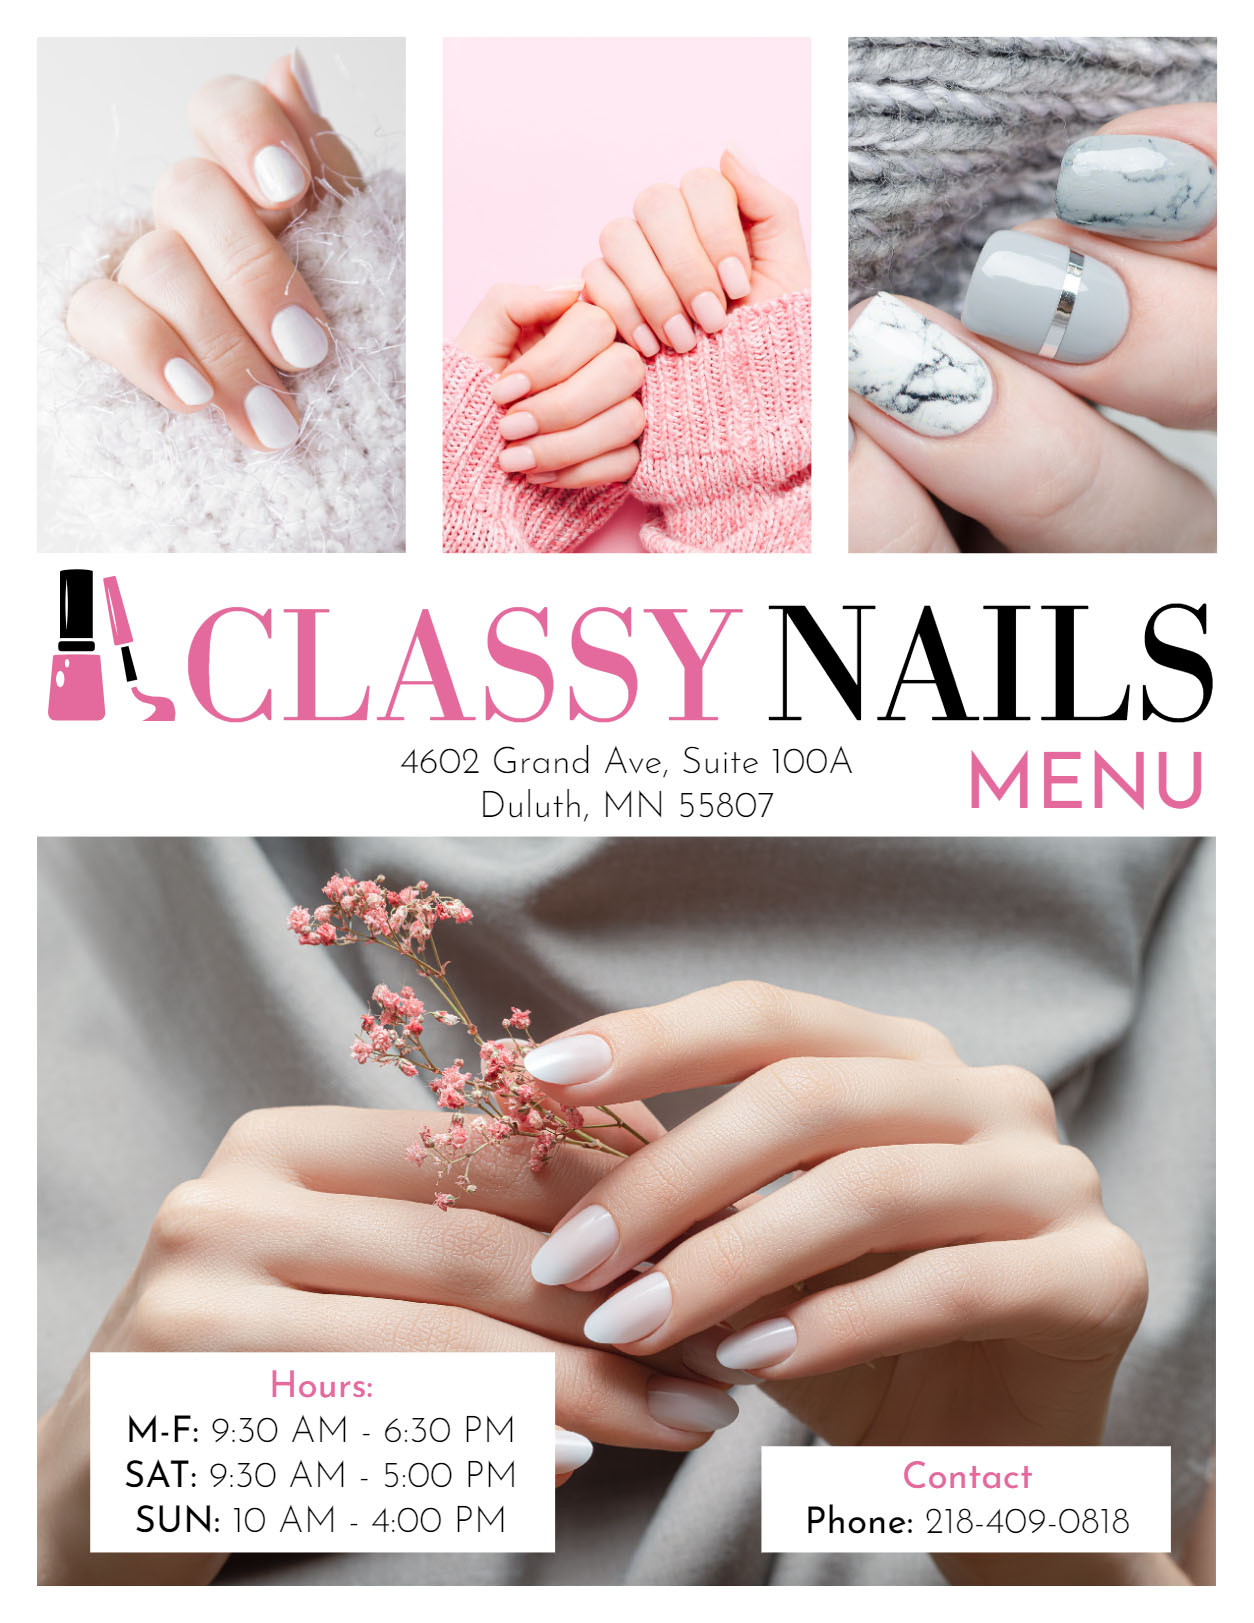 CLASSY NAILS
4602 Grand Ave, Suite 100A
Duluth, MN 55807
MENU
Hours:
M-F: 9:30 AM - 6:30 PM
SAT: 9:30 AM - 5:00 PM
SUN: 10 AM - 4:00 PM
Contact
Phone: 218-409-0818